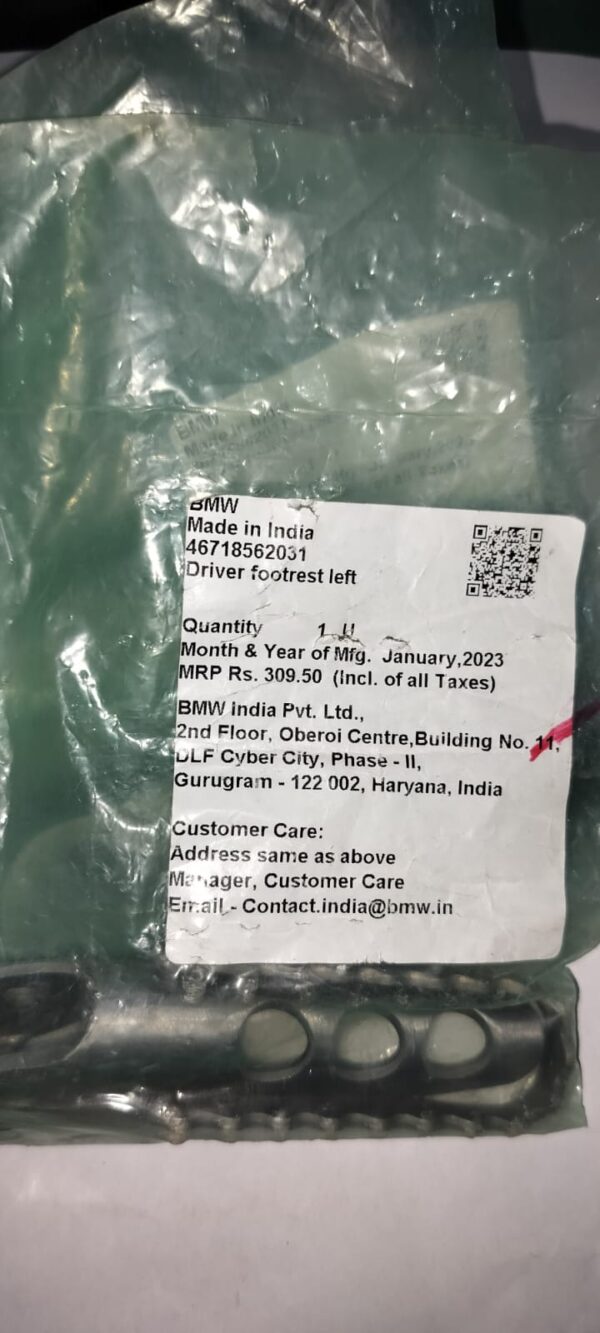 BMW
Made in India
46718562031
Driver footrest left
Quantity 1 U
Month & Year of Mfg. January,2023
MRP Rs. 309.50 (Incl. of all Taxes)
BMW india Pvt. Ltd.,
2nd Floor, Oberoi Centre,Building No. 11,
DLF Cyber City, Phase - II,
Gurugram - 122 002, Haryana, India
Customer Care:
Address same as above
Manager, Customer Care
Email - Contact.india@bmw.in